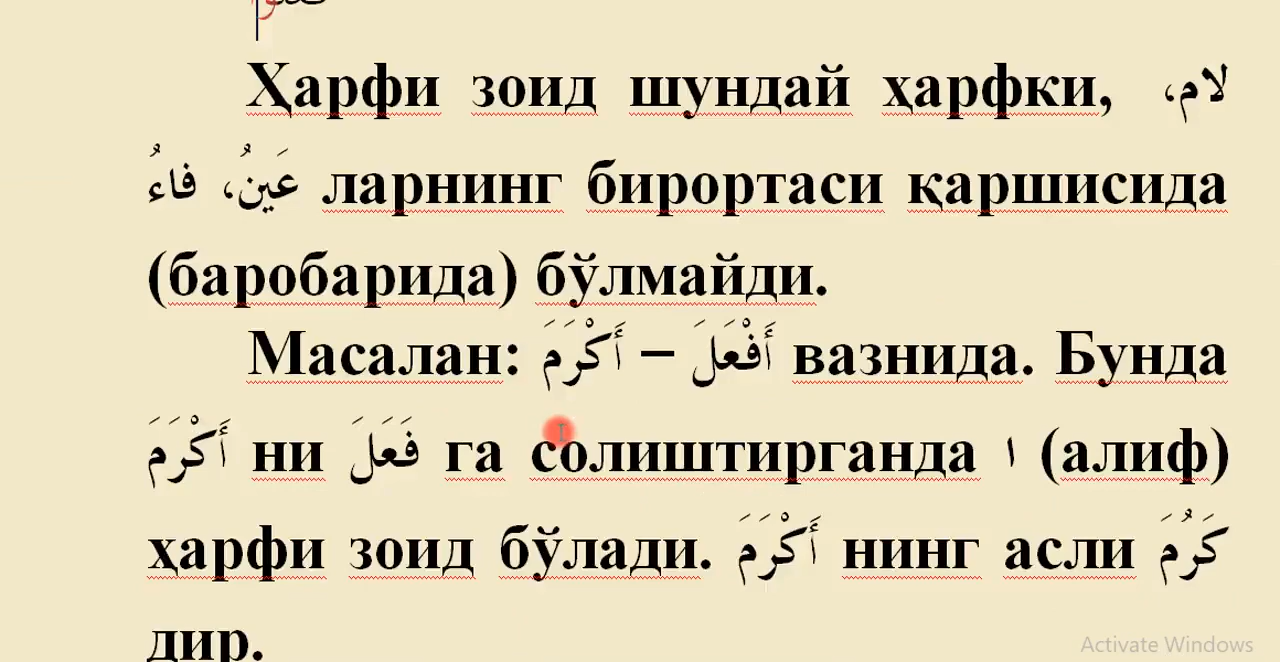 Ҳарфи зоид шундай ҳарфки, لام،
عَينُ، فاءُ ларнинг бирортаси қаршисида
(баробарида) бўлмайди.
Масалан: أَكْرَمَ – أَفْعَلَ вазнида. Бунда
أَكْرَمَ ни فَعَلَ га солиштирганда ا (алиф)
ҳарфи зоид бўлади. أَكْرَمَ нинг асли كَرُمَ
дир.
Activate Windows